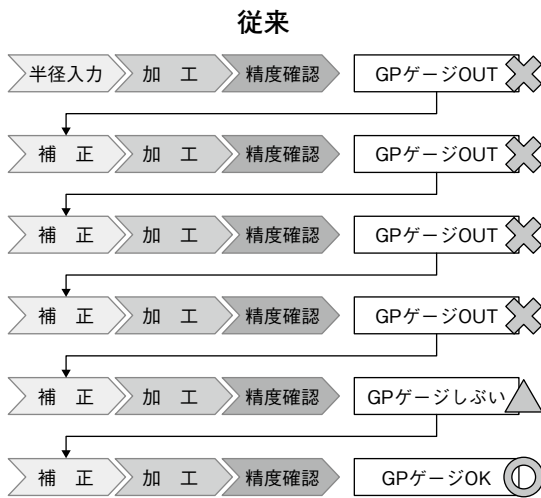 従来
半径入力 加 工 精度確認 GPゲージOUT
補 正 加 工 精度確認 GPゲージOUT
補 正 加 工 精度確認 GPゲージOUT
補 正 加 工 精度確認 GPゲージOUT
補 正 加 工 精度確認 GPゲージしぶい
補 正 加 工 精度確認 GPゲージOK